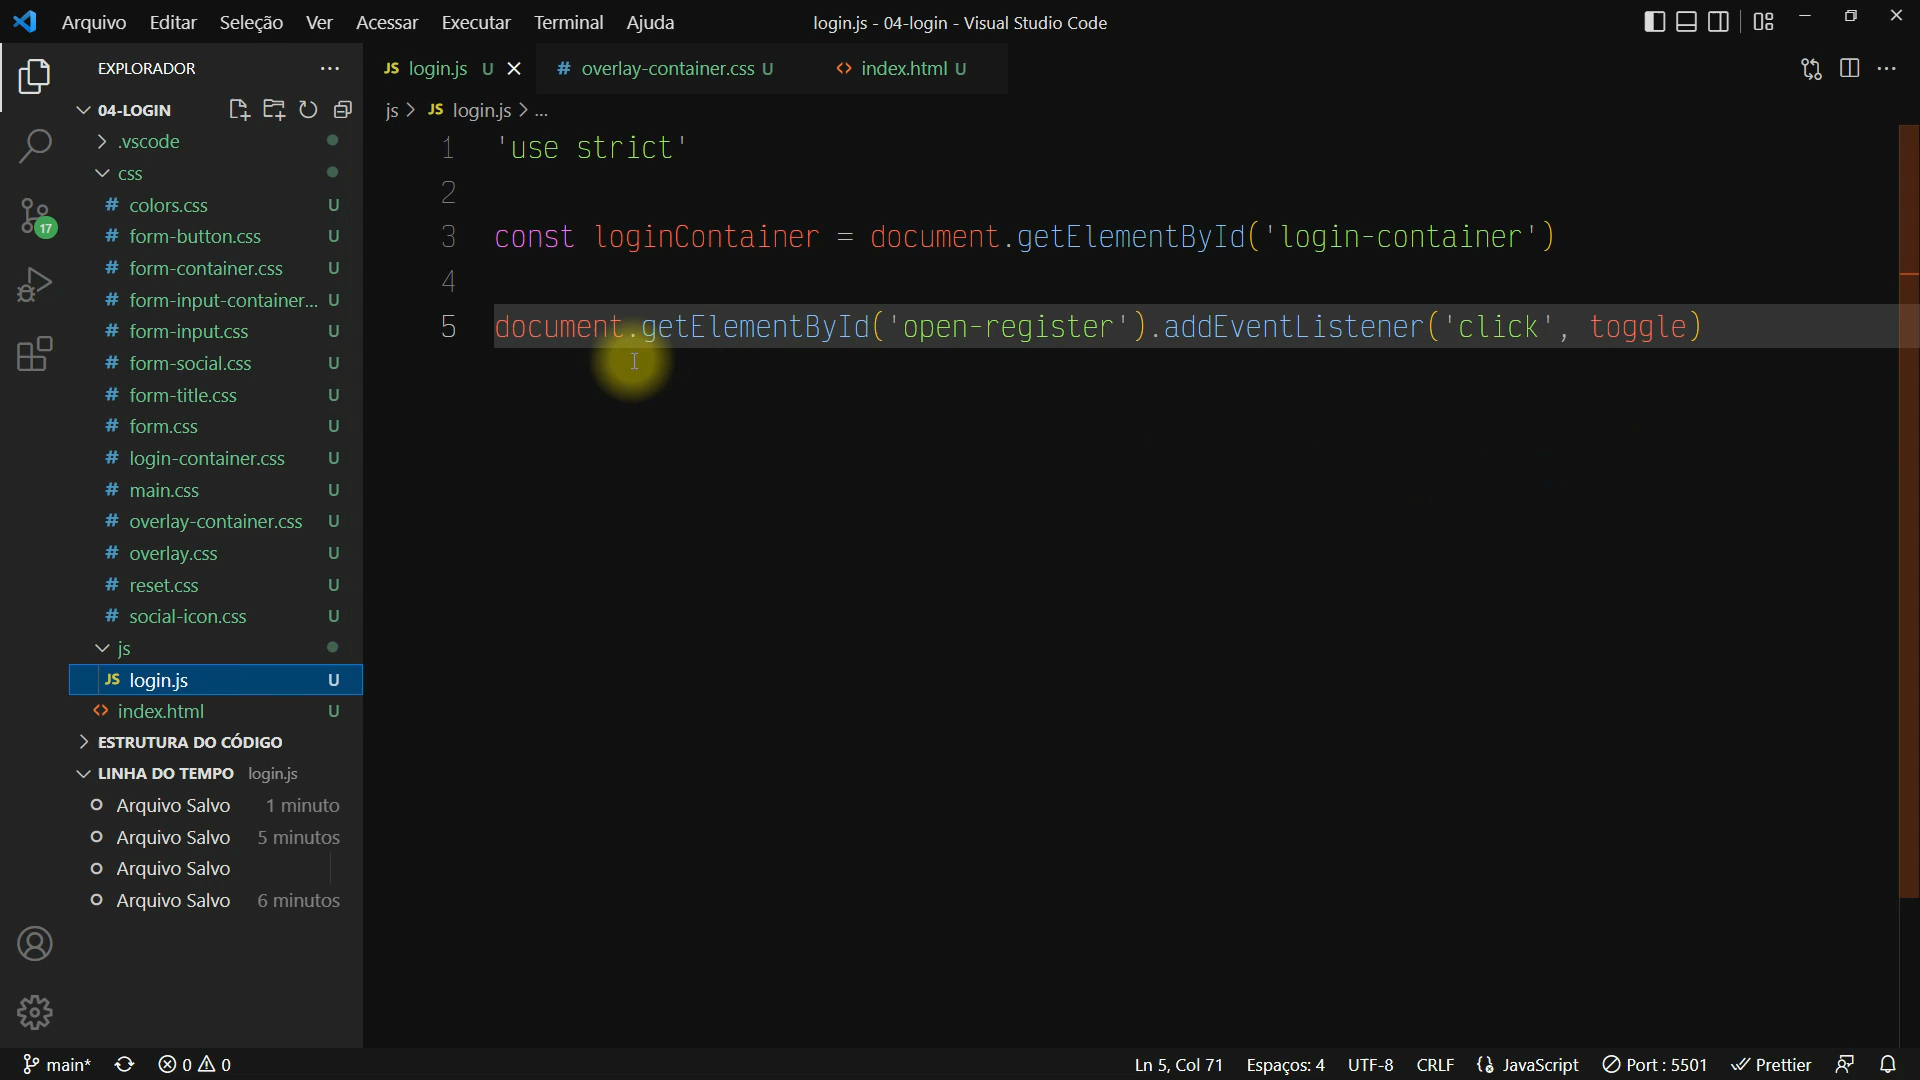 Arquivo Editar Seleção Ver Acessar Executar Terminal Ajuda
login.js - 04-login - Visual Studio Code
EXPLORADOR
JS login.js U
# overlay-container.css U
<> index.html U
04-LOGIN
js > JS login.js > ...
.vscode
css
# colors.css U
# form-button.css U
# form-container.css U
# form-input-container... U
# form-input.css U
# form-social.css U
# form-title.css U
# form.css U
# login-container.css U
# main.css U
# overlay-container.css U
# overlay.css U
# reset.css U
# social-icon.css U
js
JS login.js U
<> index.html U
ESTRUTURA DO CÓDIGO
LINHA DO TEMPO login.js
Arquivo Salvo 1 minuto
Arquivo Salvo 5 minutos
Arquivo Salvo
Arquivo Salvo 6 minutos
17
1 'use strict'
2
3 const loginContainer = document.getElementById('login-container')
4
5 document.getElementById('open-register').addEventListener('click', toggle)
main* 0 0
Ln 5, Col 71 Espaços: 4 UTF-8 CRLF {} JavaScript Port : 5501 Prettier